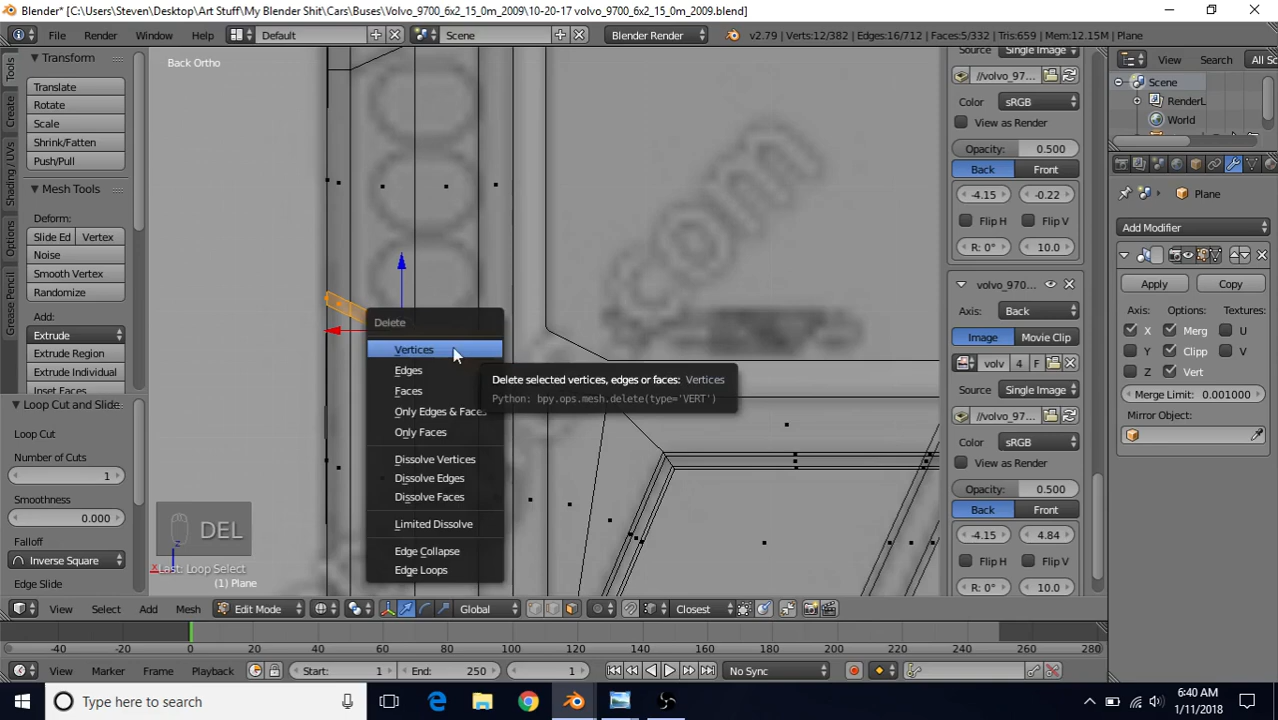 Blender* [C:\Users\Steven\Desktop\Art Stuff\My Blender Shit\Cars\Buses\Volvo_9700_6x2_15_0m_2009\10-20-17 volvo_9700_6x2_15_0m_2009.blend]
File Render Window Help Default Scene Blender Render v2.79 | Verts:12/382 | Edges:16/712 | Faces:5/332 | Tris:659 | Mem:12.15M | Plane
Tools
Create
Shading / UVs
Options
Grease Pencil
Transform
Translate
Rotate
Scale
Shrink/Fatten
Push/Pull
Mesh Tools
Deform:
Slide Ed Vertex
Noise
Smooth Vertex
Randomize
Add:
Extrude
Extrude Region
Extrude Individual
Inset Faces
Loop Cut and Slide
Loop Cut
Number of Cuts
1
Smoothness
0.000
Falloff
Inverse Square
Edge Slide
Back Ortho
com
Delete
Vertices
Edges
Faces
Only Edges & Faces
Only Faces
Dissolve Vertices
Dissolve Edges
Dissolve Faces
Limited Dissolve
Edge Collapse
Edge Loops
Delete selected vertices, edges or faces: Vertices
Python: bpy.ops.mesh.delete(type='VERT')
DEL
Last: Loop Select
(1) Plane
z
x
Source Single Image
//volvo_97
Color sRGB
View as Render
Opacity: 0.500
Back Front
-4.15 -0.22
Flip H Flip V
R: 0° 10.0
volvo_970
Axis: Back
Image Movie Clip
volv 4 F
Source Single Image
//volvo_97
Color sRGB
View as Render
Opacity: 0.500
Back Front
-4.15 4.84
Flip H Flip V
R: 0° 10.0
View Search All Sc
Scene
RenderL
World
Plane
Add Modifier
Apply Copy
Axis: Options: Textures:
X Merg U
Y Clipp V
Z Vert
Merge Limit: 0.001000
Mirror Object:
View Select Add Mesh Edit Mode Global Closest
-40 -20 0 20 40 60 80 100 120 140 160 180 200 220 240 260 280
View Marker Frame Playback Start: 1 End: 250 1 No Sync
Type here to search
6:40 AM
1/11/2018